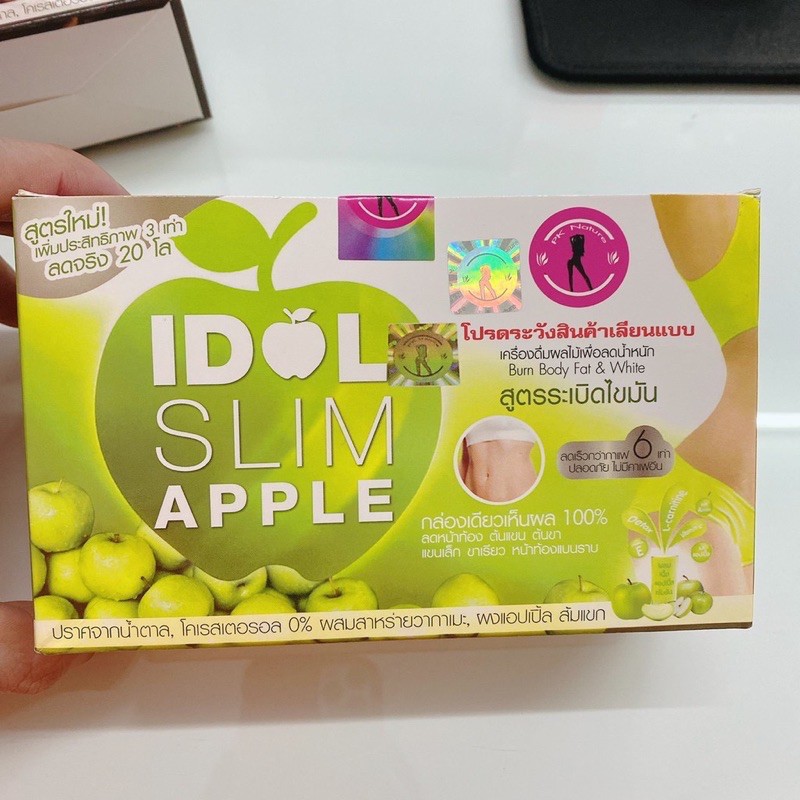 สูตรใหม่!
เพิ่มประสิทธิภาพ 3 เท่า
ลดจริง 20 โล
PK Nature
IDOL
SLIM
APPLE
โปรดระวังสินค้าเลียนแบบ
เครื่องดื่มผลไม้เพื่อลดน้ำหนัก
Burn Body Fat & White
สูตรระเบิดไขมัน
ลดเร็วกว่ากาแฟ 6 เท่า
ปลอดภัย ไม่มีคาเฟอีน
กล่องเดียวเห็นผล 100%
ลดหน้าท้อง ต้นแขน ต้นขา
แขนเล็ก ขาเรียว หน้าท้องแบนราบ
Detox
L-carnitine
E
ปราศจากน้ำตาล, โคเรสเตอรอล 0% ผสมสาหร่ายวากาเมะ, ผงแอปเปิ้ล ส้มแขก